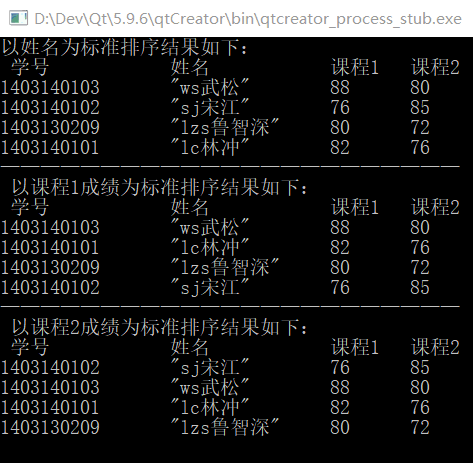 D:\Dev\Qt\5.9.6\qtCreator\bin\qtcreator_process_stub.exe
以姓名为标准排序结果如下：
学号 姓名 课程1 课程2
1403140103 "ws武松" 88 80
1403140102 "sj宋江" 76 85
1403130209 "lzs鲁智深" 80 72
1403140101 "lc林冲" 82 76
以课程1成绩为标准排序结果如下：
学号 姓名 课程1 课程2
1403140103 "ws武松" 88 80
1403140101 "lc林冲" 82 76
1403130209 "lzs鲁智深" 80 72
1403140102 "sj宋江" 76 85
以课程2成绩为标准排序结果如下：
学号 姓名 课程1 课程2
1403140102 "sj宋江" 76 85
1403140103 "ws武松" 88 80
1403140101 "lc林冲" 82 76
1403130209 "lzs鲁智深" 80 72